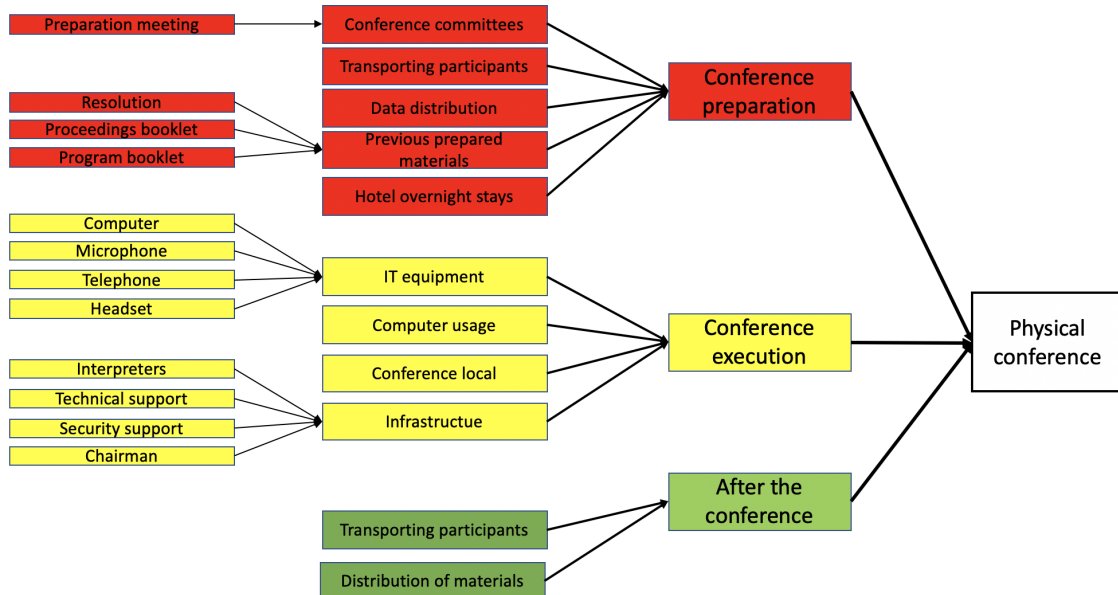 Preparation meeting
Conference committees
Transporting participants
Conference
preparation
Resolution
Data distribution
Proceedings booklet
Previous prepared
materials
Program booklet
Hotel overnight stays
Computer
Microphone
IT equipment
Telephone
Headset
Computer usage
Conference
execution
Physical
conference
Interpreters
Conference local
Technical support
Infrastructue
Security support
Chairman
After the
conference
Transporting participants
Distribution of materials